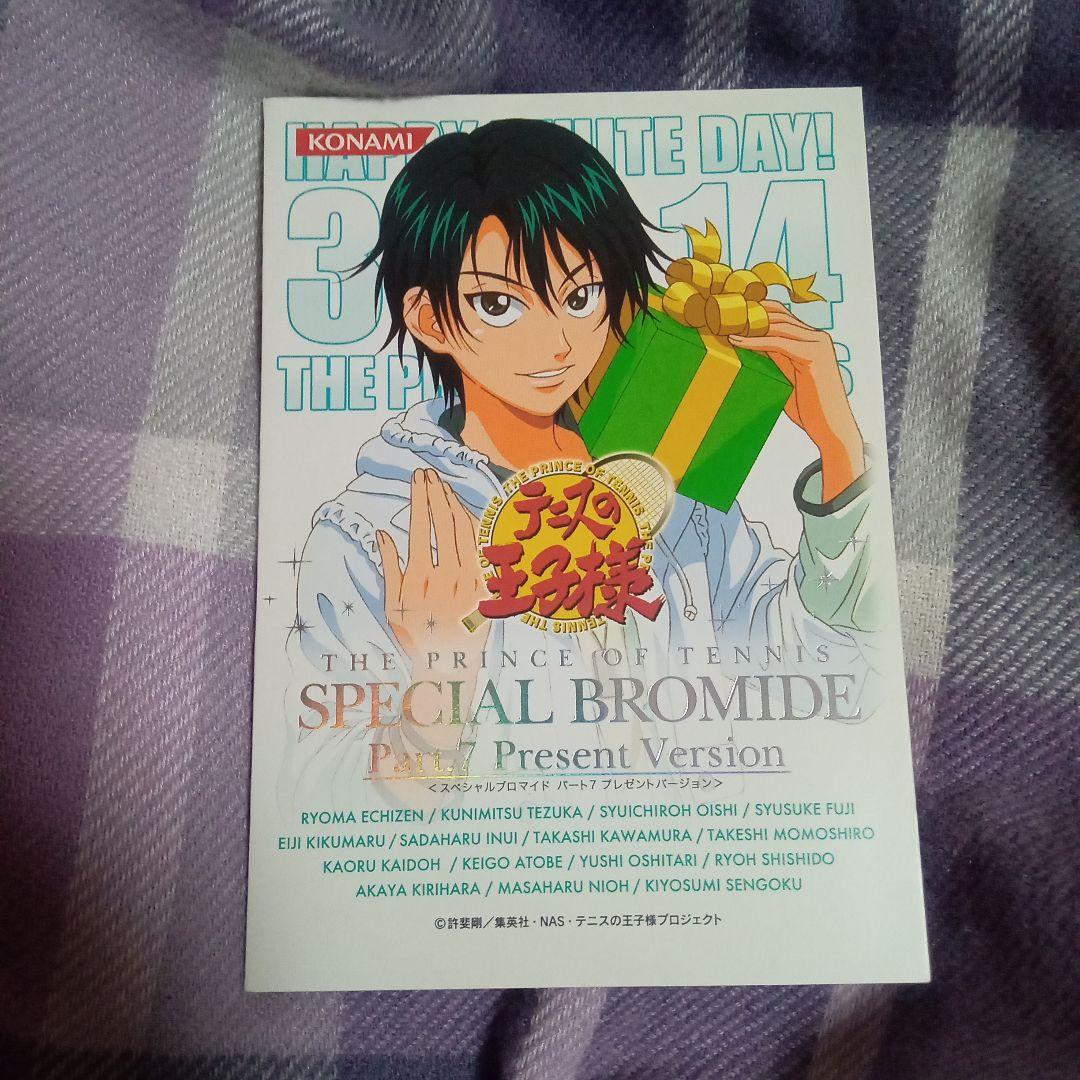 KONAMI
HAPPY WHITE DAY!
3 14
THE P S
THE PRINCE OF TENNIS THE PRINCE OF TENNIS THE
テニスの
王子様
THE PRINCE OF TENNIS
SPECIAL BROMIDE
Part.7 Present Version
<スペシャルブロマイド パート7 プレゼントバージョン>
RYOMA ECHIZEN / KUNIMITSU TEZUKA / SYUICHIROH OISHI / SYUSUKE FUJI
EIJI KIKUMARU / SADAHARU INUI / TAKASHI KAWAMURA / TAKESHI MOMOSHIRO
KAORU KAIDOH / KEIGO ATOBE / YUSHI OSHITARI / RYOH SHISHIDO
AKAYA KIRIHARA / MASAHARU NIOH / KIYOSUMI SENGOKU
©許斐剛／集英社・NAS・テニスの王子様プロジェクト